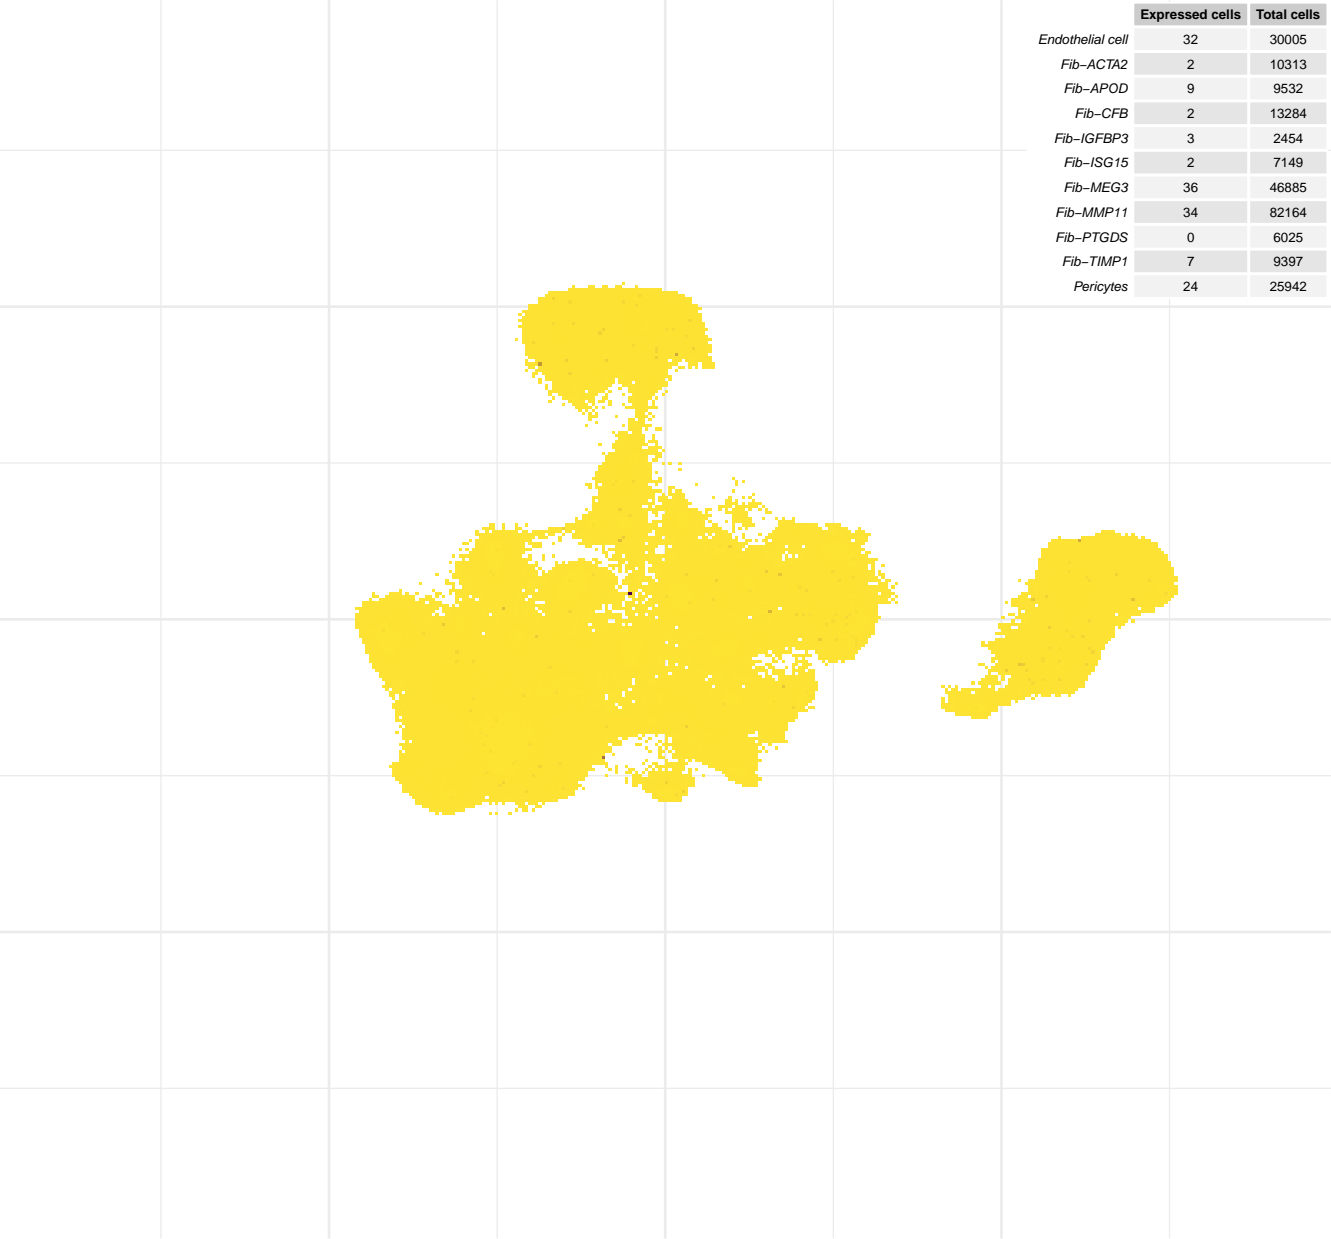 Expressed cells Total cells
Endothelial cell 32 30005
Fib−ACTA2 2 10313
Fib−APOD 9 9532
Fib−CFB 2 13284
Fib−IGFBP3 3 2454
Fib−ISG15 2 7149
Fib−MEG3 36 46885
Fib−MMP11 34 82164
Fib−PTGDS 0 6025
Fib−TIMP1 7 9397
Pericytes 24 25942